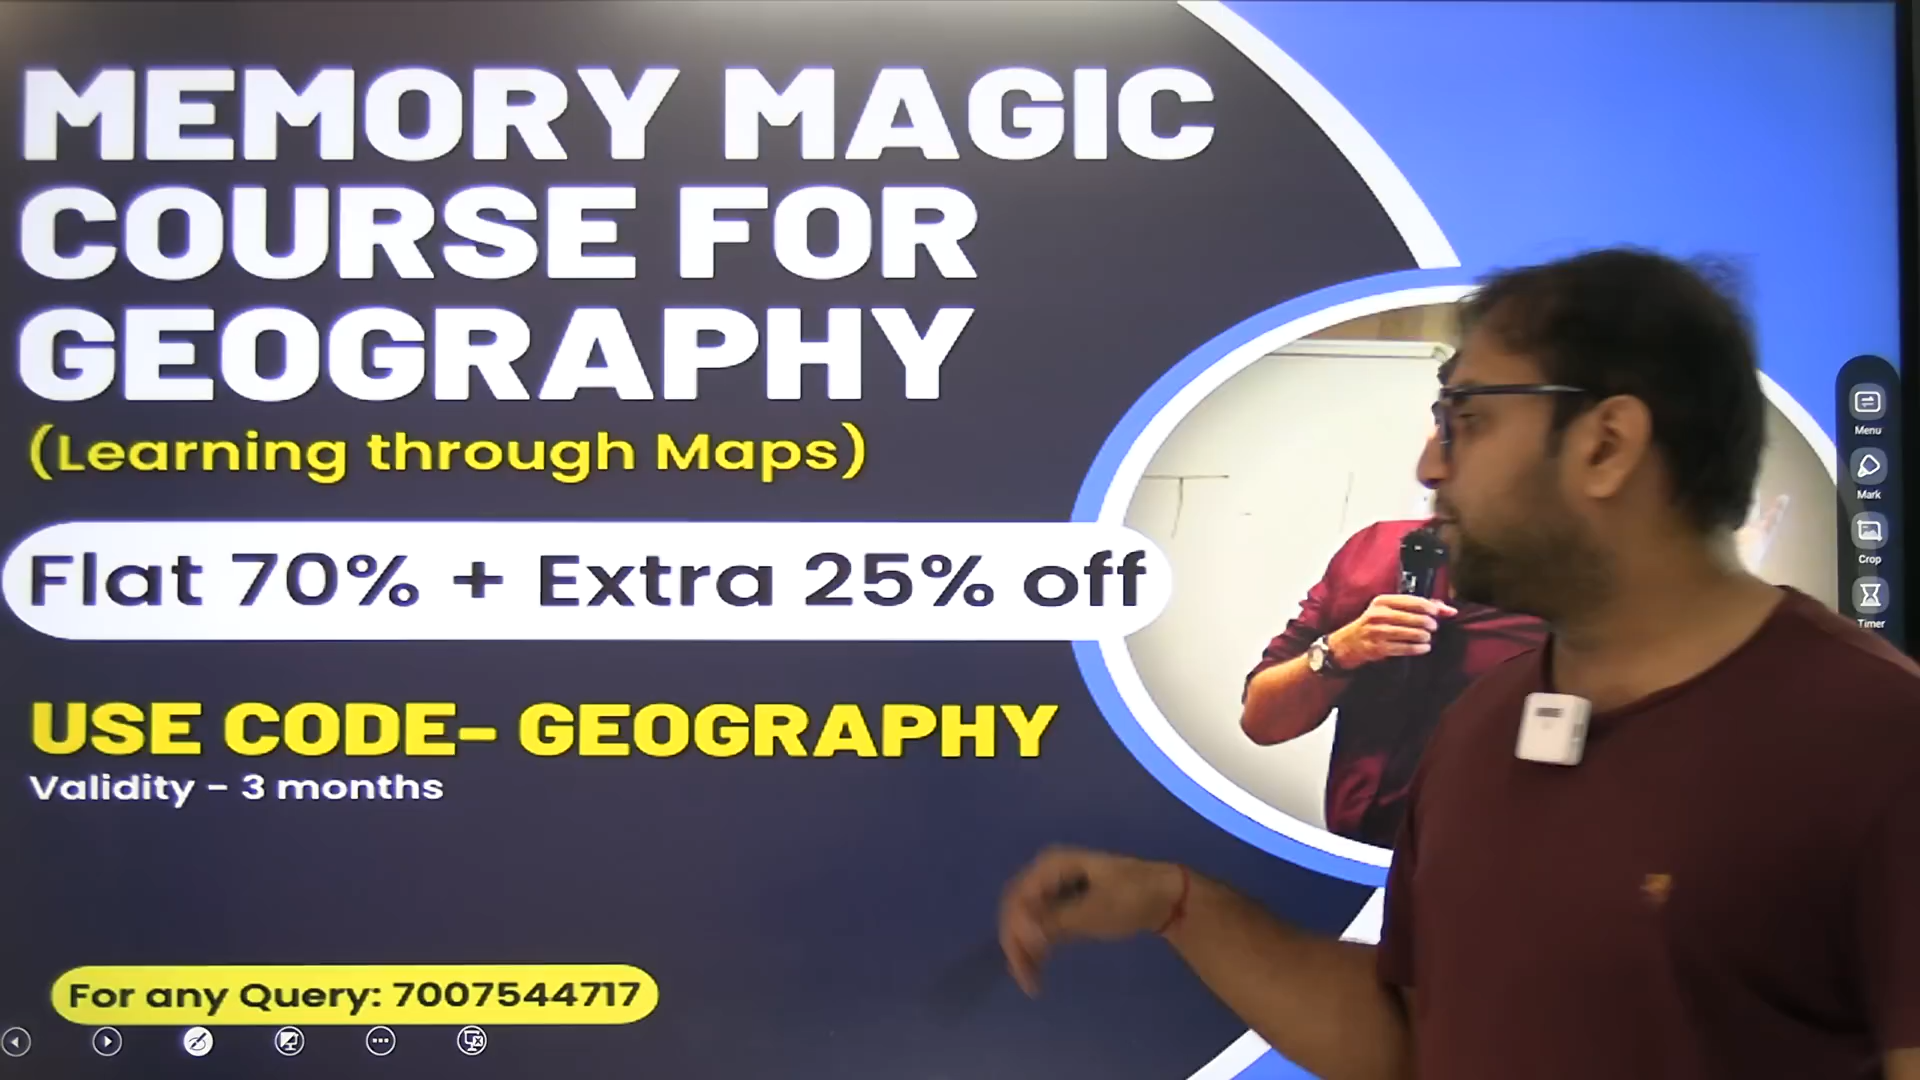 MEMORY MAGIC
COURSE FOR
GEOGRAPHY
(Learning through Maps)
Flat 70% + Extra 25% off
USE CODE- GEOGRAPHY
Validity - 3 months
For any Query: 7007544717
Menu
Mark
Crop
Timer